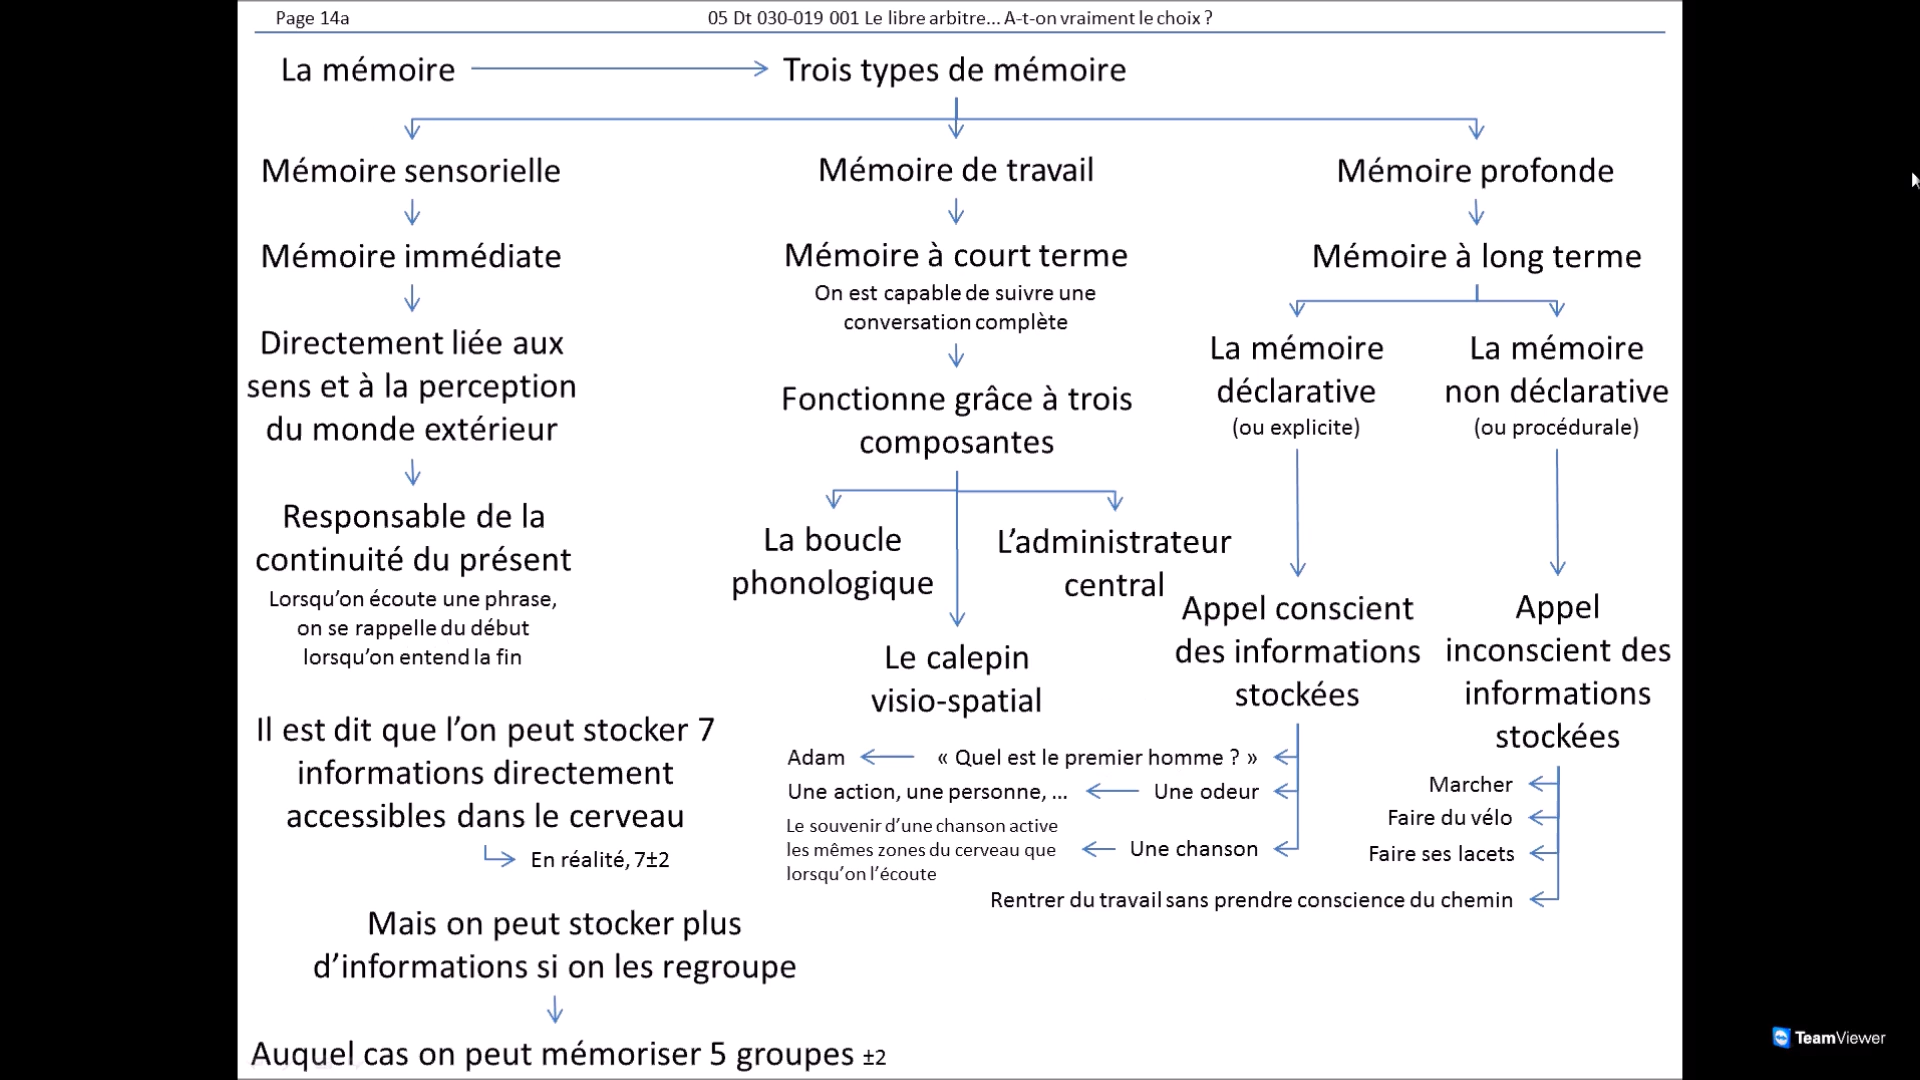 Page 14a
05 Dt 030-019 001 Le libre arbitre... A-t-on vraiment le choix ?
La mémoire
Trois types de mémoire
Mémoire sensorielle
Mémoire immédiate
Directement liée aux
sens et à la perception
du monde extérieur
Responsable de la
continuité du présent
Lorsqu’on écoute une phrase,
on se rappelle du début
lorsqu’on entend la fin
Il est dit que l’on peut stocker 7
informations directement
accessibles dans le cerveau
En réalité, 7±2
Mais on peut stocker plus
d’informations si on les regroupe
Auquel cas on peut mémoriser 5 groupes ±2
Mémoire de travail
Mémoire à court terme
On est capable de suivre une
conversation complète
Fonctionne grâce à trois
composantes
La boucle
phonologique
Le calepin
visio-spatial
L’administrateur
central
Mémoire profonde
Mémoire à long terme
La mémoire
déclarative
(ou explicite)
Appel conscient
des informations
stockées
« Quel est le premier homme ? »
Adam
Une odeur
Une action, une personne, ...
Une chanson
Le souvenir d’une chanson active
les mêmes zones du cerveau que
lorsqu’on l’écoute
La mémoire
non déclarative
(ou procédurale)
Appel
inconscient des
informations
stockées
Marcher
Faire du vélo
Faire ses lacets
Rentrer du travail sans prendre conscience du chemin
TeamViewer